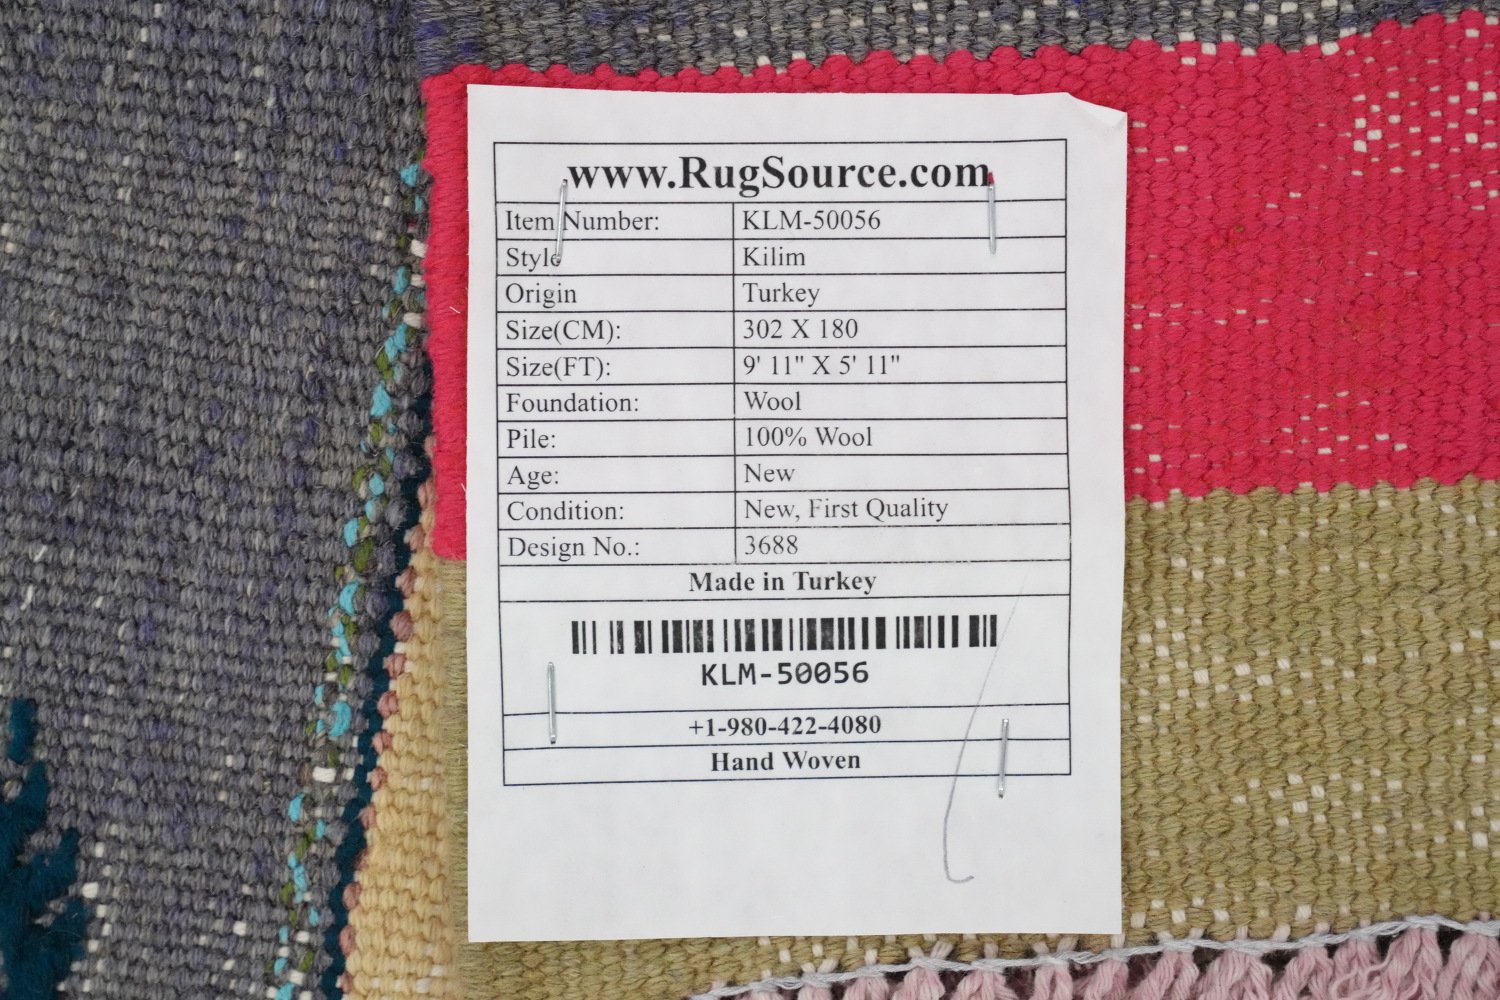 www.RugSource.com
Item Number: KLM-50056
Style Kilim
Origin Turkey
Size(CM): 302 X 180
Size(FT): 9' 11" X 5' 11"
Foundation: Wool
Pile: 100% Wool
Age: New
Condition: New, First Quality
Design No.: 3688
Made in Turkey
KLM-50056
+1-980-422-4080
Hand Woven